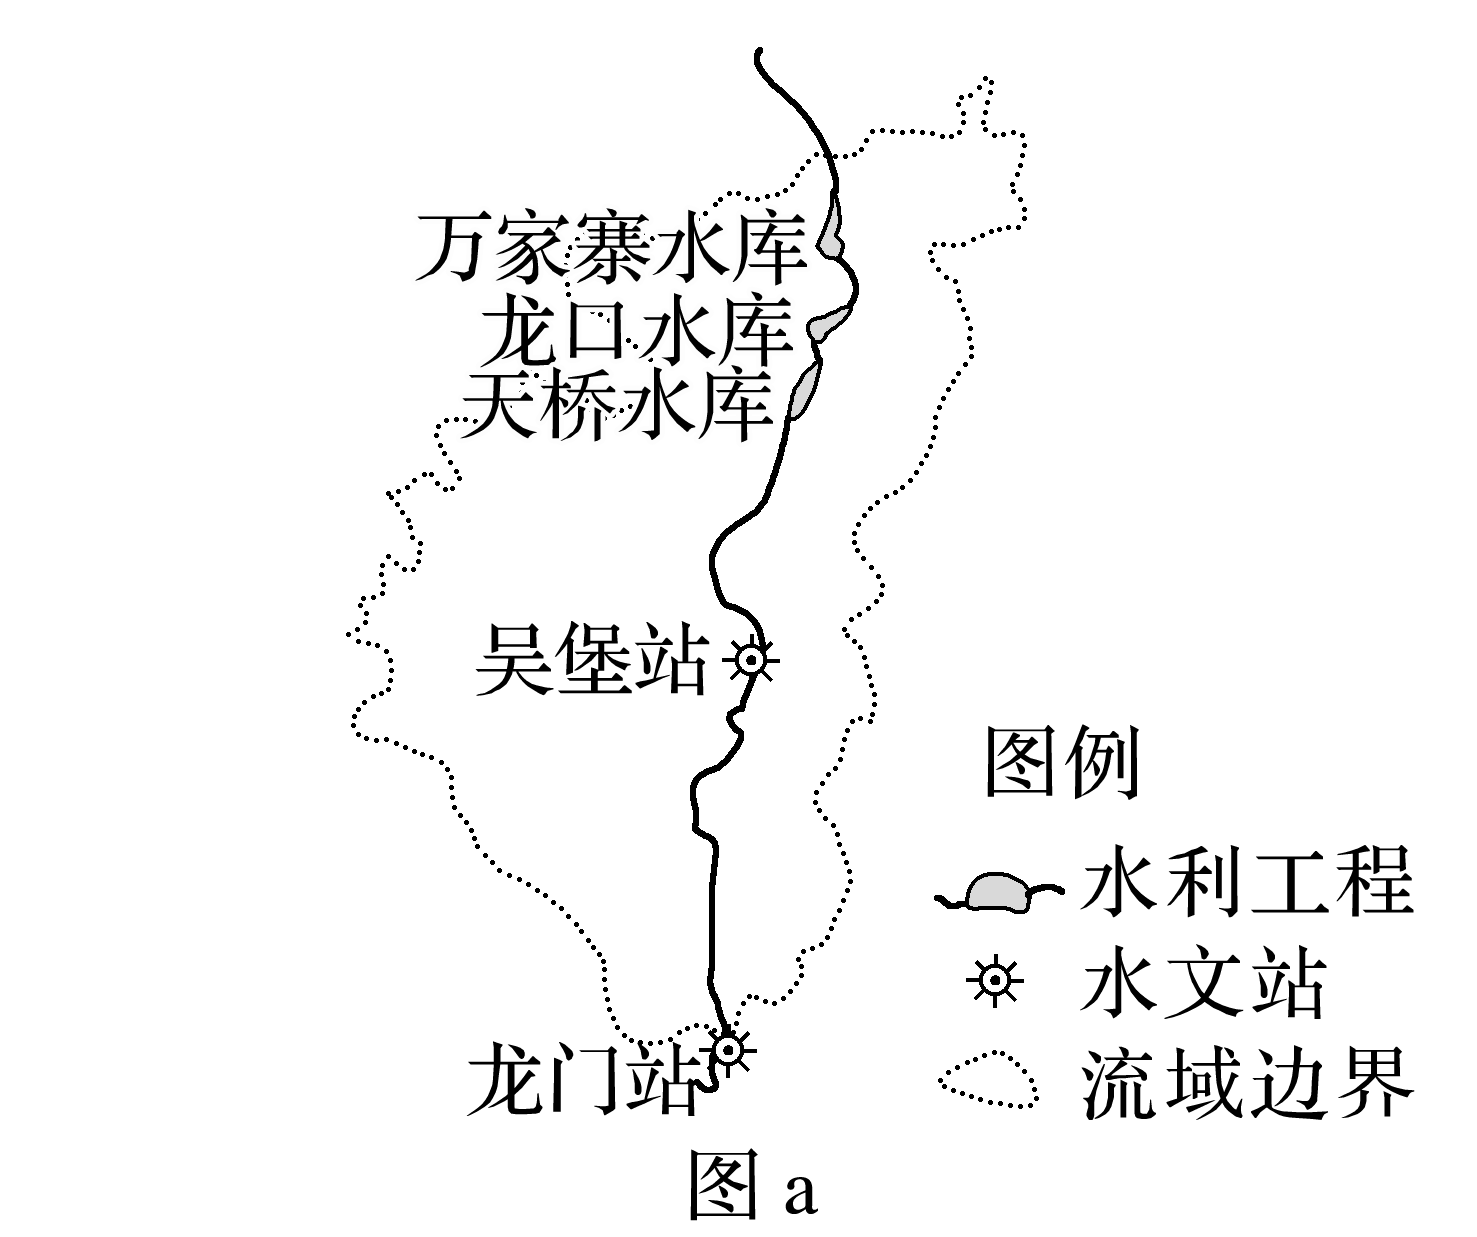 万家寨水库
龙口水库
天桥水库
吴堡站
图例
水利工程
水文站
流域边界
龙门站
图 a